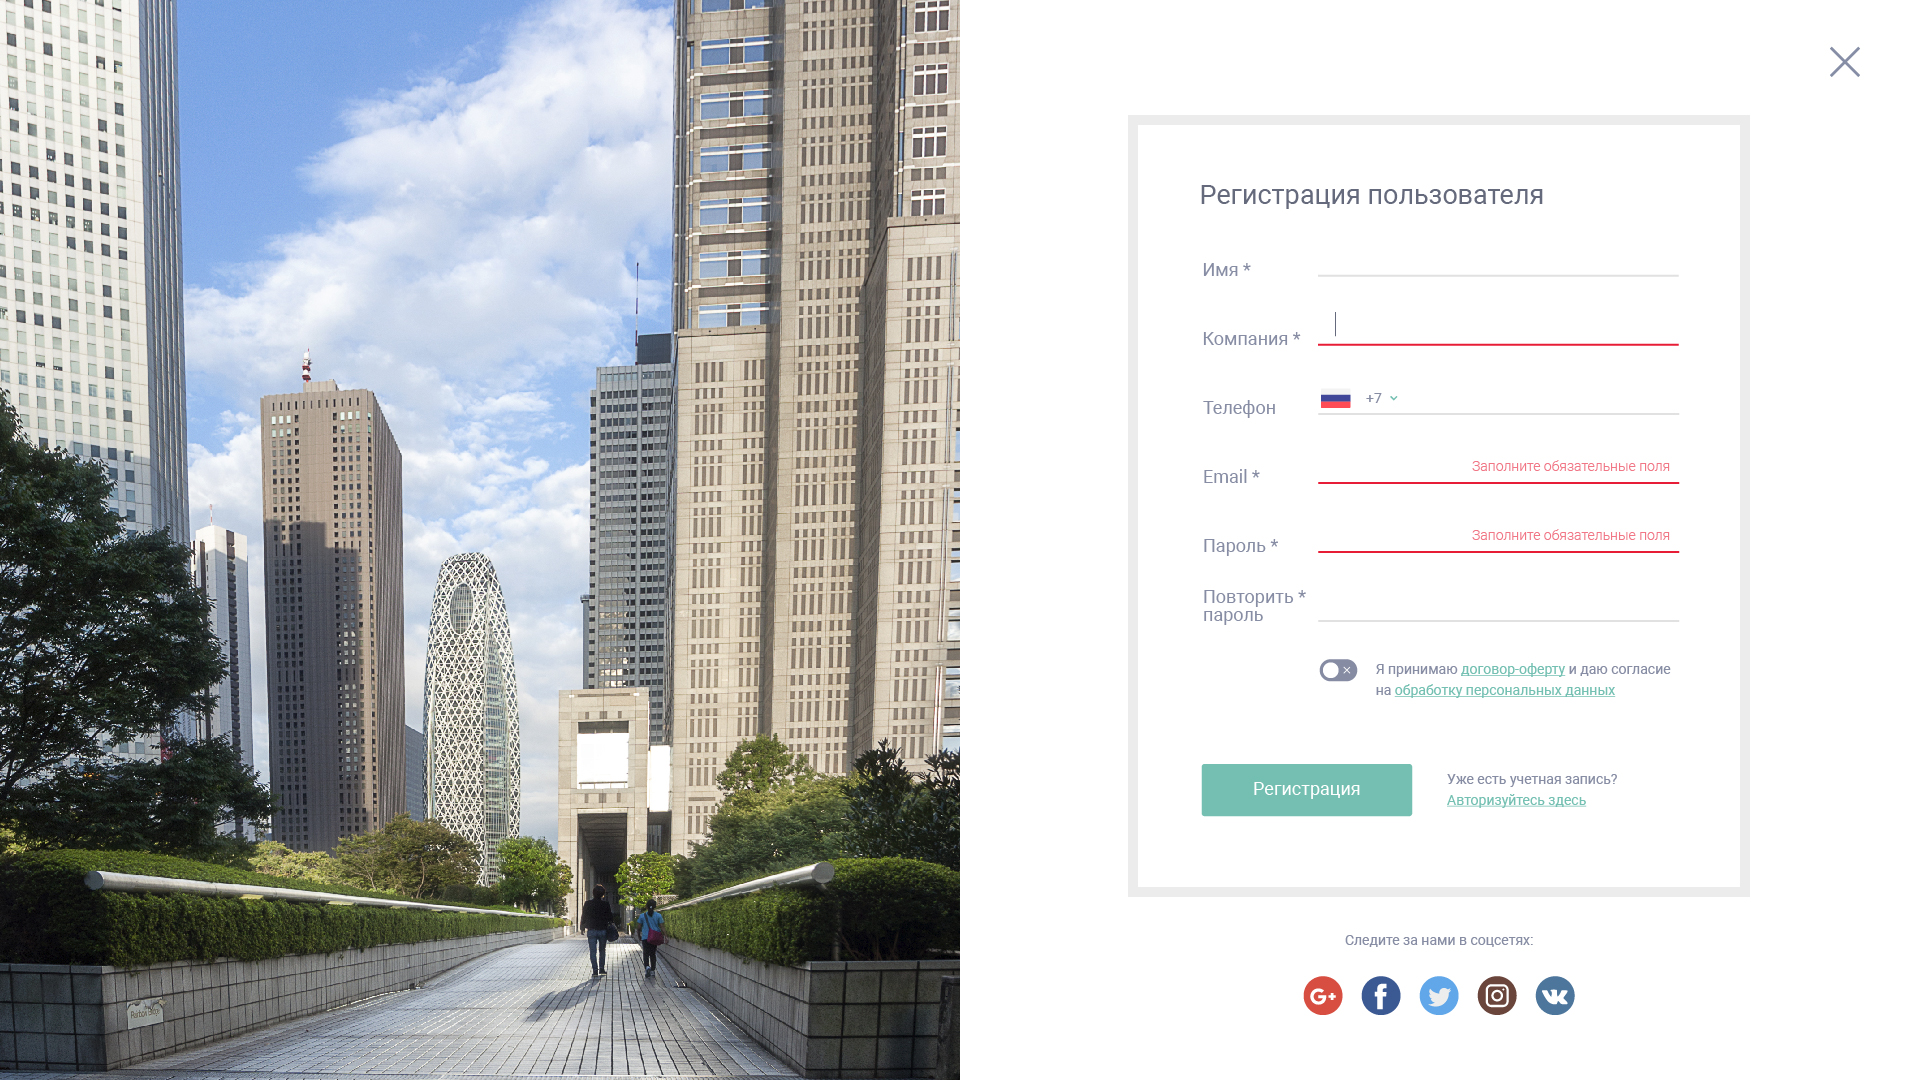 Регистрация пользователя
Имя *
Компания *
Телефон
+7
Email *
Заполните обязательные поля
Пароль *
Заполните обязательные поля
Повторить *
пароль
Я принимаю договор-оферту и даю согласие
на обработку персональных данных
Регистрация
Уже есть учетная запись?
Авторизуйтесь здесь
Следите за нами в соцсетях: